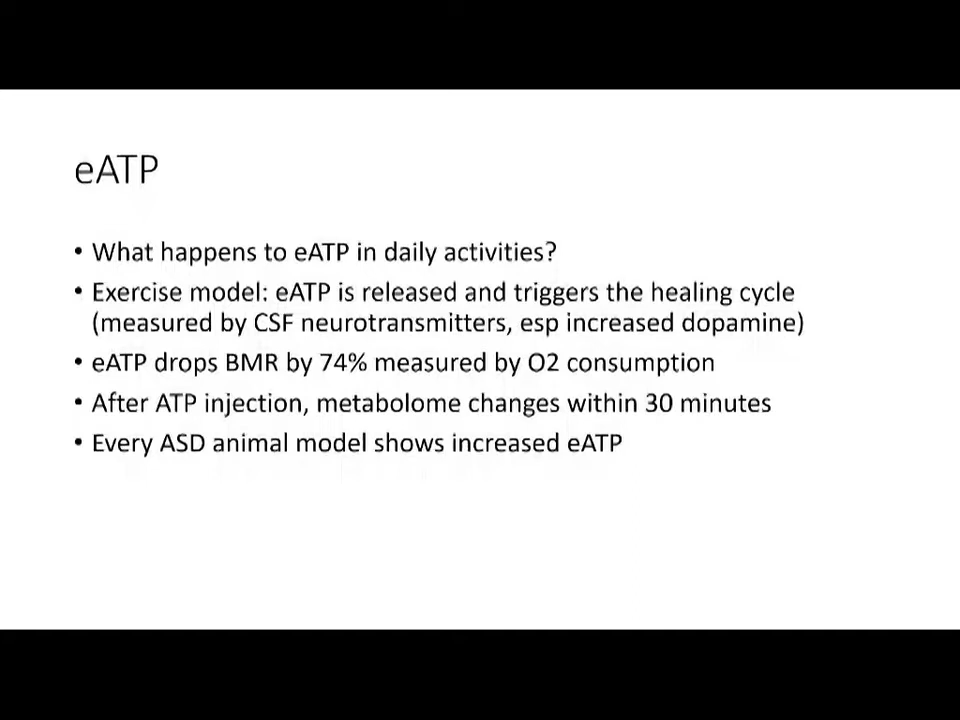 eATP
• What happens to eATP in daily activities?
• Exercise model: eATP is released and triggers the healing cycle
(measured by CSF neurotransmitters, esp increased dopamine)
• eATP drops BMR by 74% measured by O2 consumption
• After ATP injection, metabolome changes within 30 minutes
• Every ASD animal model shows increased eATP